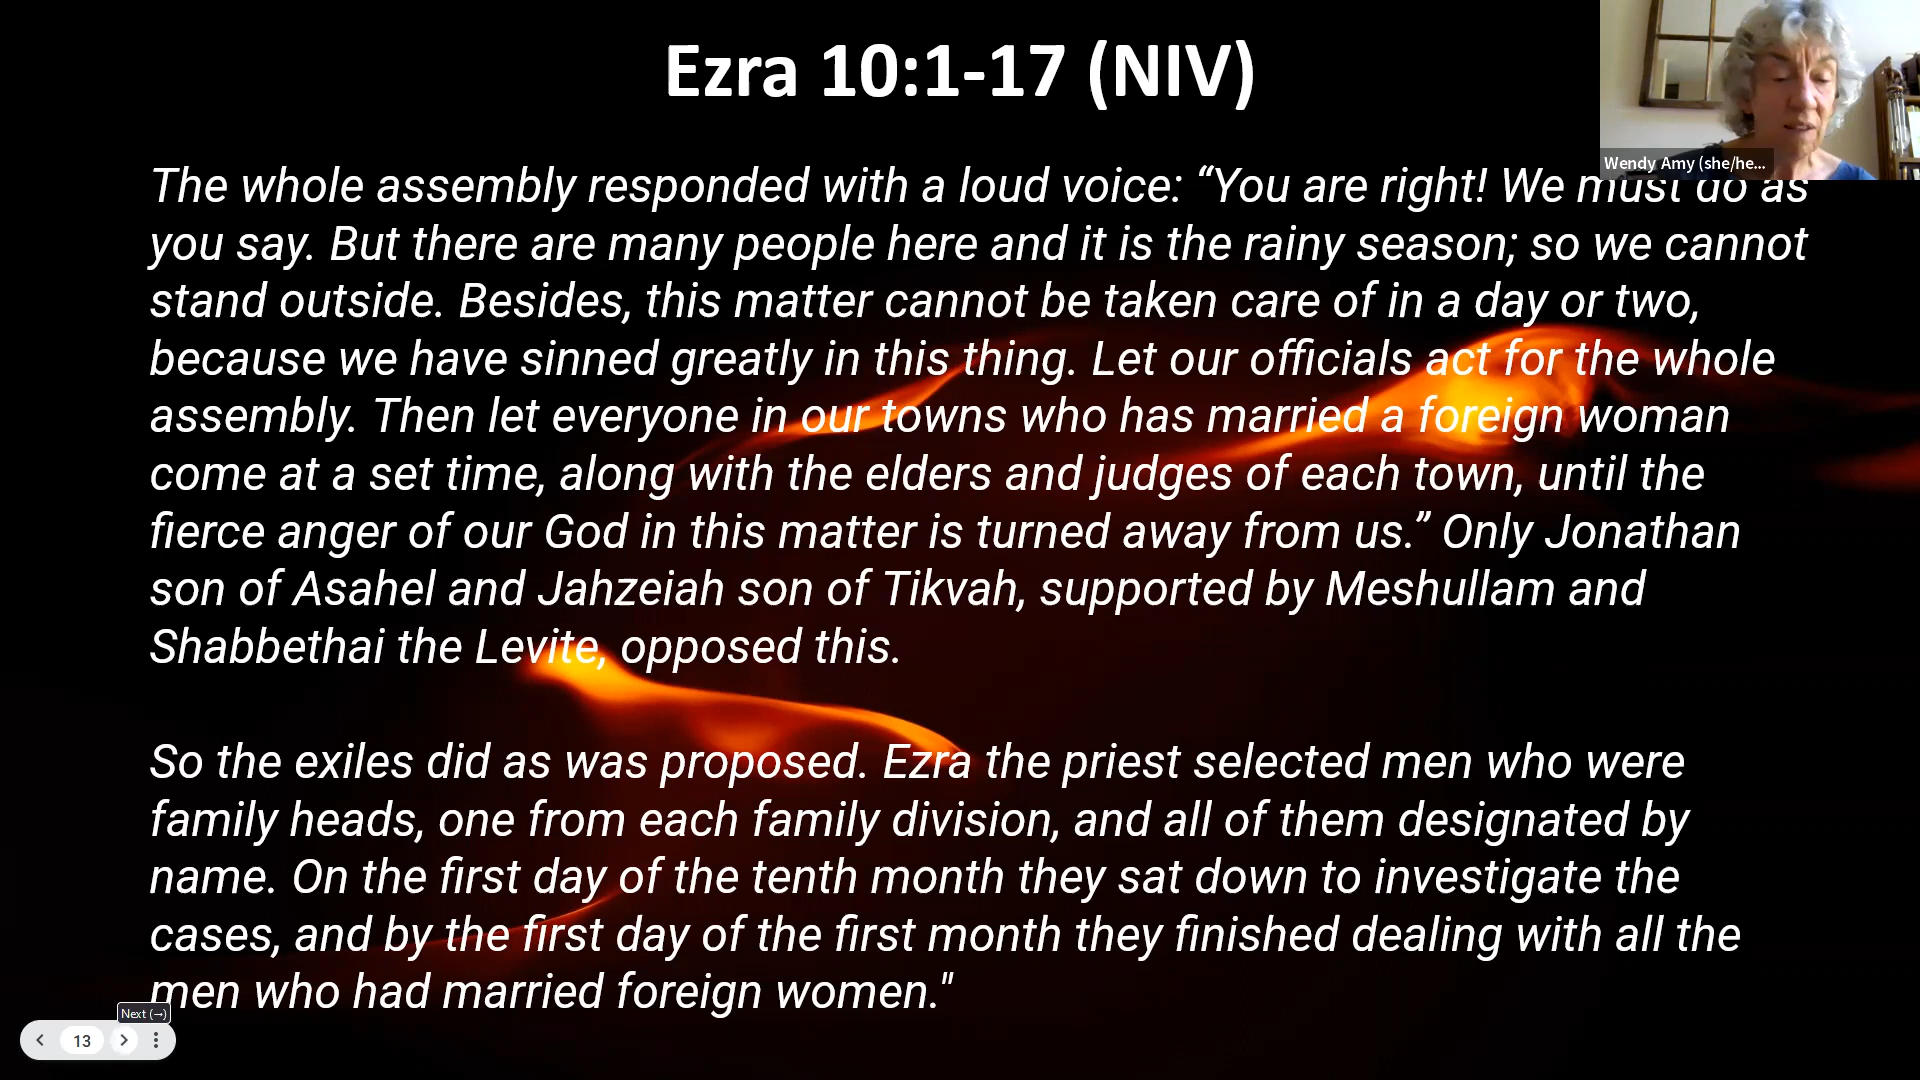 Ezra 10:1-17 (NIV)
Wendy Amy (she/he...
The whole assembly responded with a loud voice: “You are right! We must do as
you say. But there are many people here and it is the rainy season; so we cannot
stand outside. Besides, this matter cannot be taken care of in a day or two,
because we have sinned greatly in this thing. Let our officials act for the whole
assembly. Then let everyone in our towns who has married a foreign woman
come at a set time, along with the elders and judges of each town, until the
fierce anger of our God in this matter is turned away from us.” Only Jonathan
son of Asahel and Jahzeiah son of Tikvah, supported by Meshullam and
Shabbethai the Levite, opposed this.
So the exiles did as was proposed. Ezra the priest selected men who were
family heads, one from each family division, and all of them designated by
name. On the first day of the tenth month they sat down to investigate the
cases, and by the first day of the first month they finished dealing with all the
men who had married foreign women."
Next (→)
13